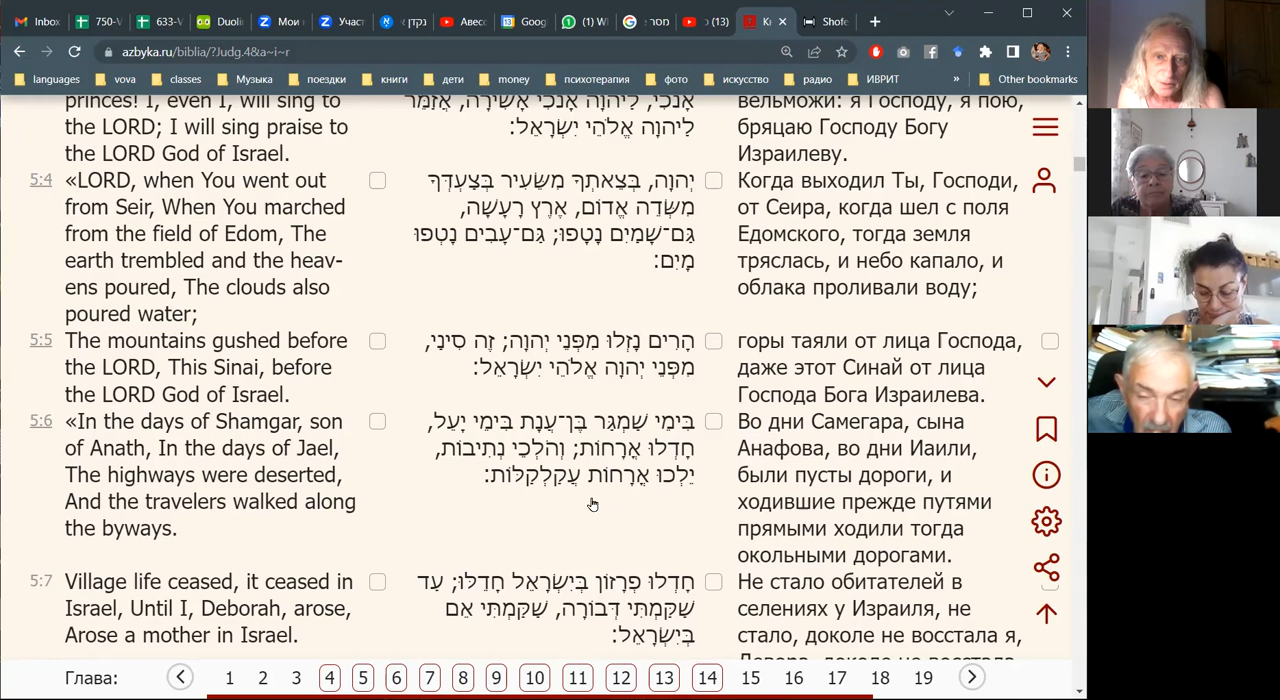 Inbox
750-V
633-V
Duoli
Мои
Участ
נקדן א
Авесс
Goog
(1) W
מסר
(13)
Кн
Shofe
azbyka.ru/biblia/?Judg.4&a~i~r
languages vova classes Музыка поездки книги дети money психотерапия фото искусство радио ИВРИТ » Other bookmarks
princes! I, even I, will sing to
the LORD; I will sing praise to
the LORD God of Israel.
אָנֹכִי, לַיהוָה אָנֹכִי אָשִׁירָה, אֲזַמֵּר
לַיהוָה אֱלֹהֵי יִשְׂרָאֵל:
вельможи: я Господу, я пою,
бряцаю Господу Богу
Израилеву.
5:4 «LORD, when You went out
from Seir, When You marched
from the field of Edom, The
earth trembled and the heav-
ens poured, The clouds also
poured water;
יְהוָה, בְּצֵאתְךָ מִשֵּׂעִיר בְּצַעְדְּךָ
מִשְּׂדֵה אֱדוֹם, אֶרֶץ רָעָשָׁה,
גַּם־שָׁמַיִם נָטָפוּ; גַּם־עָבִים נָטְפוּ
מָיִם:
Когда выходил Ты, Господи,
от Сеира, когда шел с поля
Едомского, тогда земля
тряслась, и небо капало, и
облака проливали воду;
5:5 The mountains gushed before
the LORD, This Sinai, before
the LORD God of Israel.
הָרִים נָזְלוּ מִפְּנֵי יְהוָה; זֶה סִינַי,
מִפְּנֵי יְהוָה אֱלֹהֵי יִשְׂרָאֵל:
горы таяли от лица Господа,
даже этот Синай от лица
Господа Бога Израилева.
5:6 «In the days of Shamgar, son
of Anath, In the days of Jael,
The highways were deserted,
And the travelers walked along
the byways.
בִּימֵי שַׁמְגַּר בֶּן־עֲנָת בִּימֵי יָעֵל,
חָדְלוּ אֳרָחוֹת; וְהֹלְכֵי נְתִיבוֹת,
יֵלְכוּ אֳרָחוֹת עֲקַלְקַלּוֹת:
Во дни Самегара, сына
Анафова, во дни Иаили,
были пусты дороги, и
ходившие прежде путями
прямыми ходили тогда
окольными дорогами.
5:7 Village life ceased, it ceased in
Israel, Until I, Deborah, arose,
Arose a mother in Israel.
חָדְלוּ פְרָזוֹן בְּיִשְׂרָאֵל חָדֵלּוּ; עַד
שַׁקַּמְתִּי דְּבוֹרָה, שַׁקַּמְתִּי אֵם
בְּיִשְׂרָאֵל:
Не стало обитателей в
селениях у Израиля, не
стало, доколе не восстала я,
Глава: 1 2 3 4 5 6 7 8 9 10 11 12 13 14 15 16 17 18 19